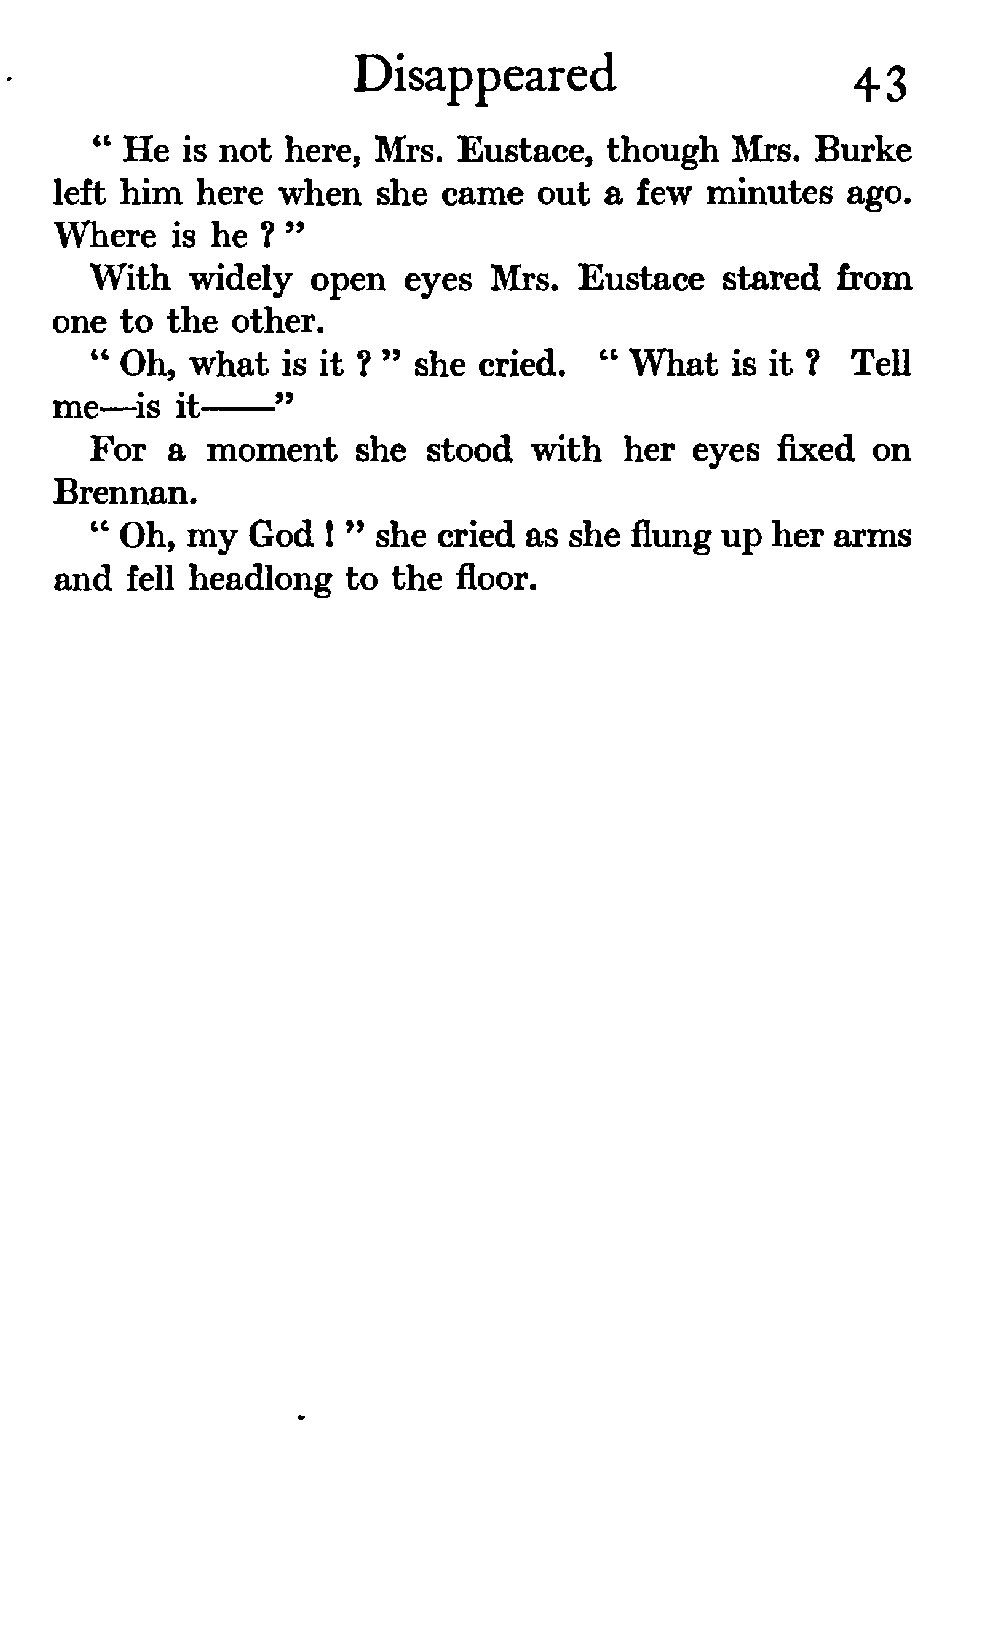 Disappeared 43
“ He is not here, Mrs. Eustace, though Mrs. Burke
left him here when she came out a few minutes ago.
Where is he ? ”
With widely open eyes Mrs. Eustace stared from
one to the other.
“ Oh, what is it ? ” she cried. “ What is it ? Tell
me—is it——”
For a moment she stood with her eyes fixed on
Brennan.
“ Oh, my God ! ” she cried as she flung up her arms
and fell headlong to the floor.